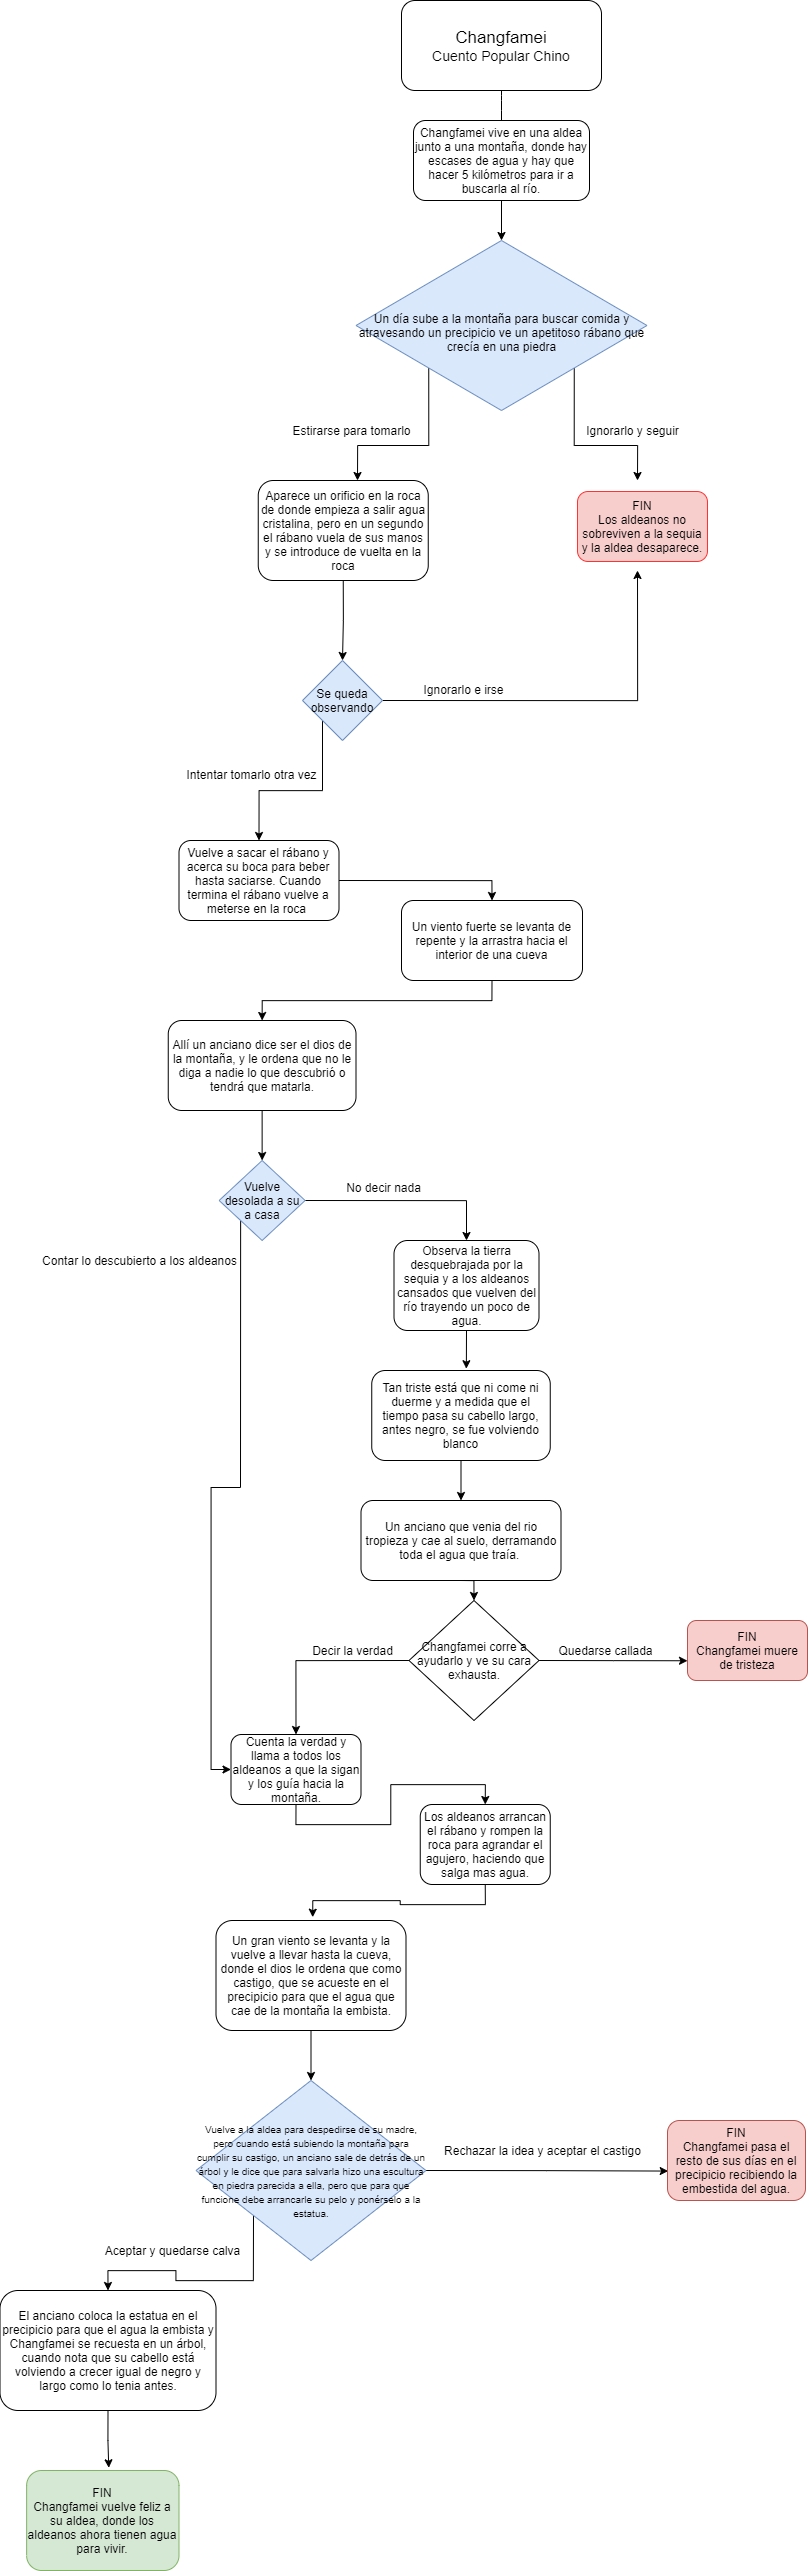 Changfamei
Cuento Popular Chino
Changfamei vive en una aldea
junto a una montaña, donde hay
escases de agua y hay que
hacer 5 kilómetros para ir a
buscarla al río.
Un día sube a la montaña para buscar comida y
atravesando un precipicio ve un apetitoso rábano que
crecía en una piedra
Estirarse para tomarlo
Ignorarlo y seguir
Aparece un orificio en la roca
de donde empieza a salir agua
cristalina, pero en un segundo
el rábano vuela de sus manos
y se introduce de vuelta en la
roca
FIN
Los aldeanos no
sobreviven a la sequia
y la aldea desaparece.
Se queda
observando
Ignorarlo e irse
Intentar tomarlo otra vez
Vuelve a sacar el rábano y
acerca su boca para beber
hasta saciarse. Cuando
termina el rábano vuelve a
meterse en la roca
Un viento fuerte se levanta de
repente y la arrastra hacia el
interior de una cueva
Allí un anciano dice ser el dios de
la montaña, y le ordena que no le
diga a nadie lo que descubrió o
tendrá que matarla.
Vuelve
desolada a su
a casa
No decir nada
Contar lo descubierto a los aldeanos
Observa la tierra
desquebrajada por la
sequia y a los aldeanos
cansados que vuelven del
río trayendo un poco de
agua.
Tan triste está que ni come ni
duerme y a medida que el
tiempo pasa su cabello largo,
antes negro, se fue volviendo
blanco
Un anciano que venia del rio
tropieza y cae al suelo, derramando
toda el agua que traía.
Changfamei corre a
ayudarlo y ve su cara
exhausta.
Decir la verdad
Quedarse callada
FIN
Changfamei muere
de tristeza
Cuenta la verdad y
llama a todos los
aldeanos a que la sigan
y los guía hacia la
montaña.
Los aldeanos arrancan
el rábano y rompen la
roca para agrandar el
agujero, haciendo que
salga mas agua.
Un gran viento se levanta y la
vuelve a llevar hasta la cueva,
donde el dios le ordena que como
castigo, que se acueste en el
precipicio para que el agua que
cae de la montaña la embista.
Vuelve a la aldea para despedirse de su madre,
pero cuando está subiendo la montaña para
cumplir su castigo, un anciano sale de detrás de un
árbol y le dice que para salvarla hizo una escultura
en piedra parecida a ella, pero que para que
funcione debe arrancarle su pelo y ponérselo a la
estatua.
Rechazar la idea y aceptar el castigo
FIN
Changfamei pasa el
resto de sus días en el
precipicio recibiendo la
embestida del agua.
Aceptar y quedarse calva
El anciano coloca la estatua en el
precipicio para que el agua la embista y
Changfamei se recuesta en un árbol,
cuando nota que su cabello está
volviendo a crecer igual de negro y
largo como lo tenia antes.
FIN
Changfamei vuelve feliz a
su aldea, donde los
aldeanos ahora tienen agua
para vivir.